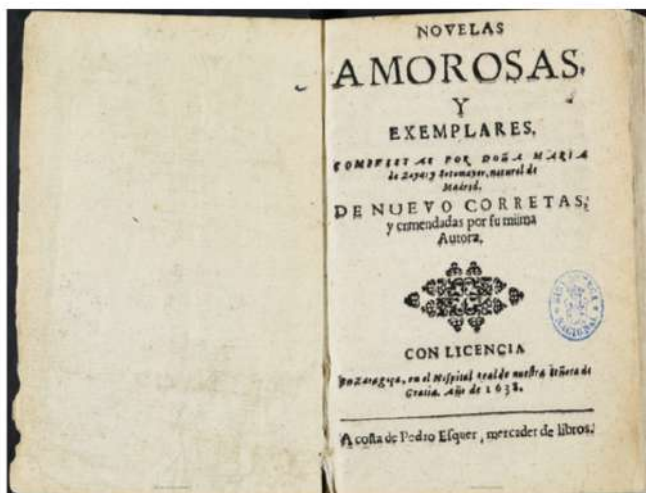 NOVELAS
AMOROSAS,
Y
EXEMPLARES,
COMPVESTAS POR DOÑA MARIA
de Zayas y Sotomayor, natural de
Madrid.
DE NUEVO CORRETAS,
y enmendadas por su misma
Autora.
CON LICENCIA
En Zaragoça, en el Hospital Real de nuestra Señora de
Gracia. Año de 1638.
A costa de Pedro Esquer, mercader de libros.
BIBLIOTECA
NACIONAL